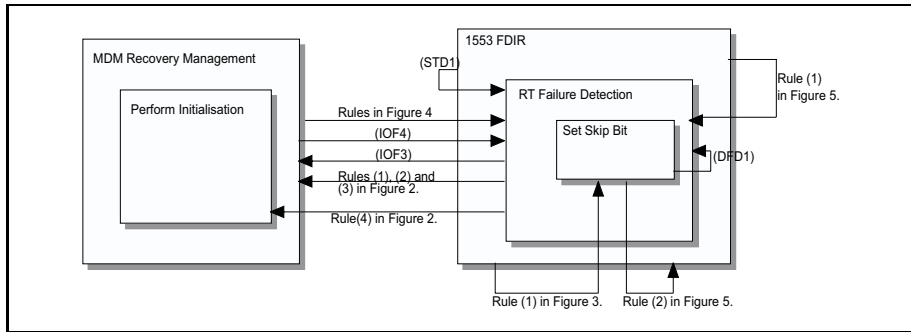 1553 FDIR
MDM Recovery Management
(STD1)
Rule (1)
in Figure 5.
RT Failure Detection
Perform Initialisation
Rules in Figure 4
Set Skip Bit
(IOF4)
(IOF3)
(DFD1)
Rules (1), (2) and
(3) in Figure 2.
Rule(4) in Figure 2.
Rule (1) in Figure 3.
Rule (2) in Figure 5.